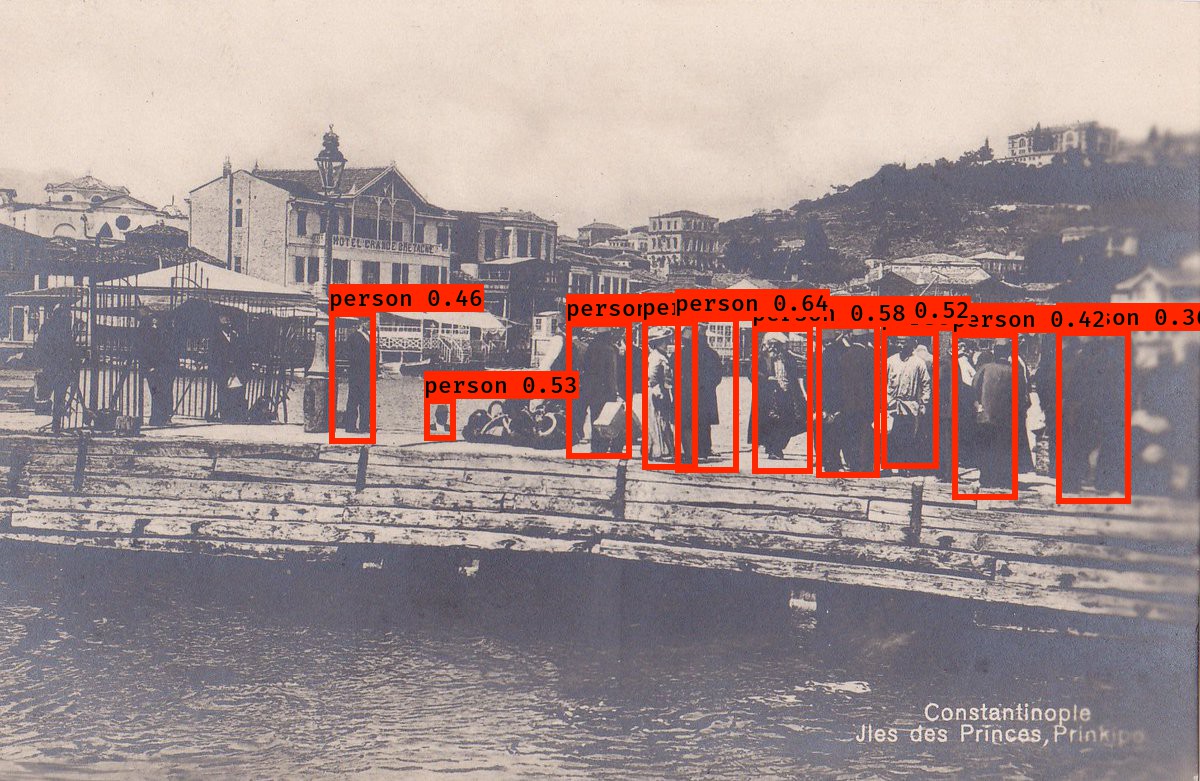 HOTEL GRANDE BRETAGNE
person 0.46
person
person 0.64
0.58
0.52
person 0.42
person 0.53
Constantinople
Jles des Princes, Prinkipo